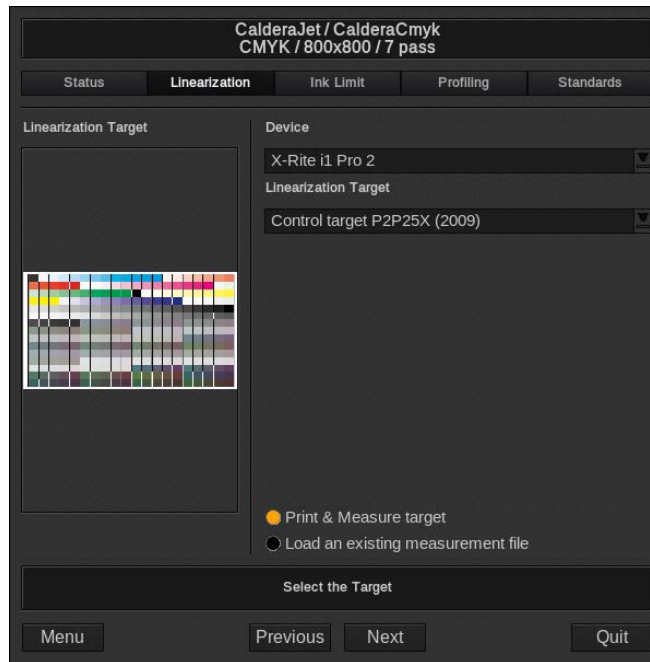 CalderaJet / CalderaCmyk
CMYK / 800x800 / 7 pass
Status Linearization Ink Limit Profiling Standards
Linearization Target
Device
X-Rite i1 Pro 2
Linearization Target
Control target P2P25X (2009)
Print & Measure target
Load an existing measurement file
Select the Target
Menu Previous Next Quit